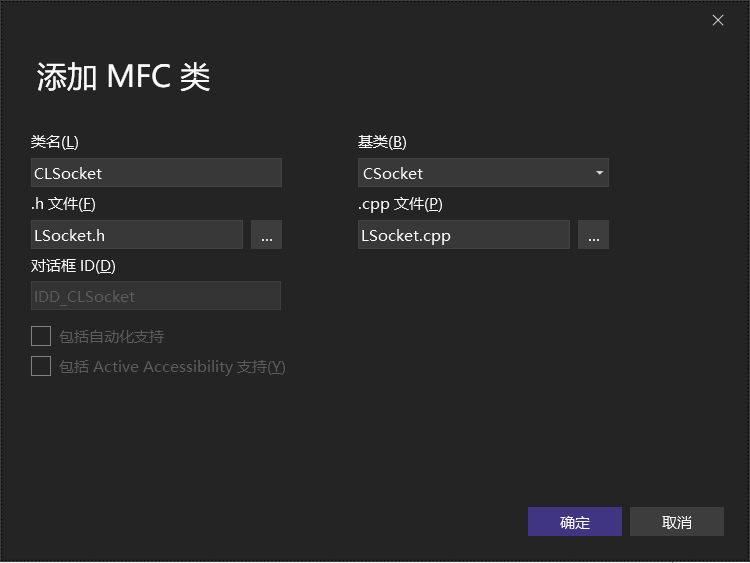 添加 MFC 类
类名(L)
基类(B)
CLSocket
CSocket
.h 文件(F)
.cpp 文件(P)
LSocket.h
...
LSocket.cpp
...
对话框 ID(D)
IDD_CLSocket
包括自动化支持
包括 Active Accessibility 支持(Y)
确定
取消